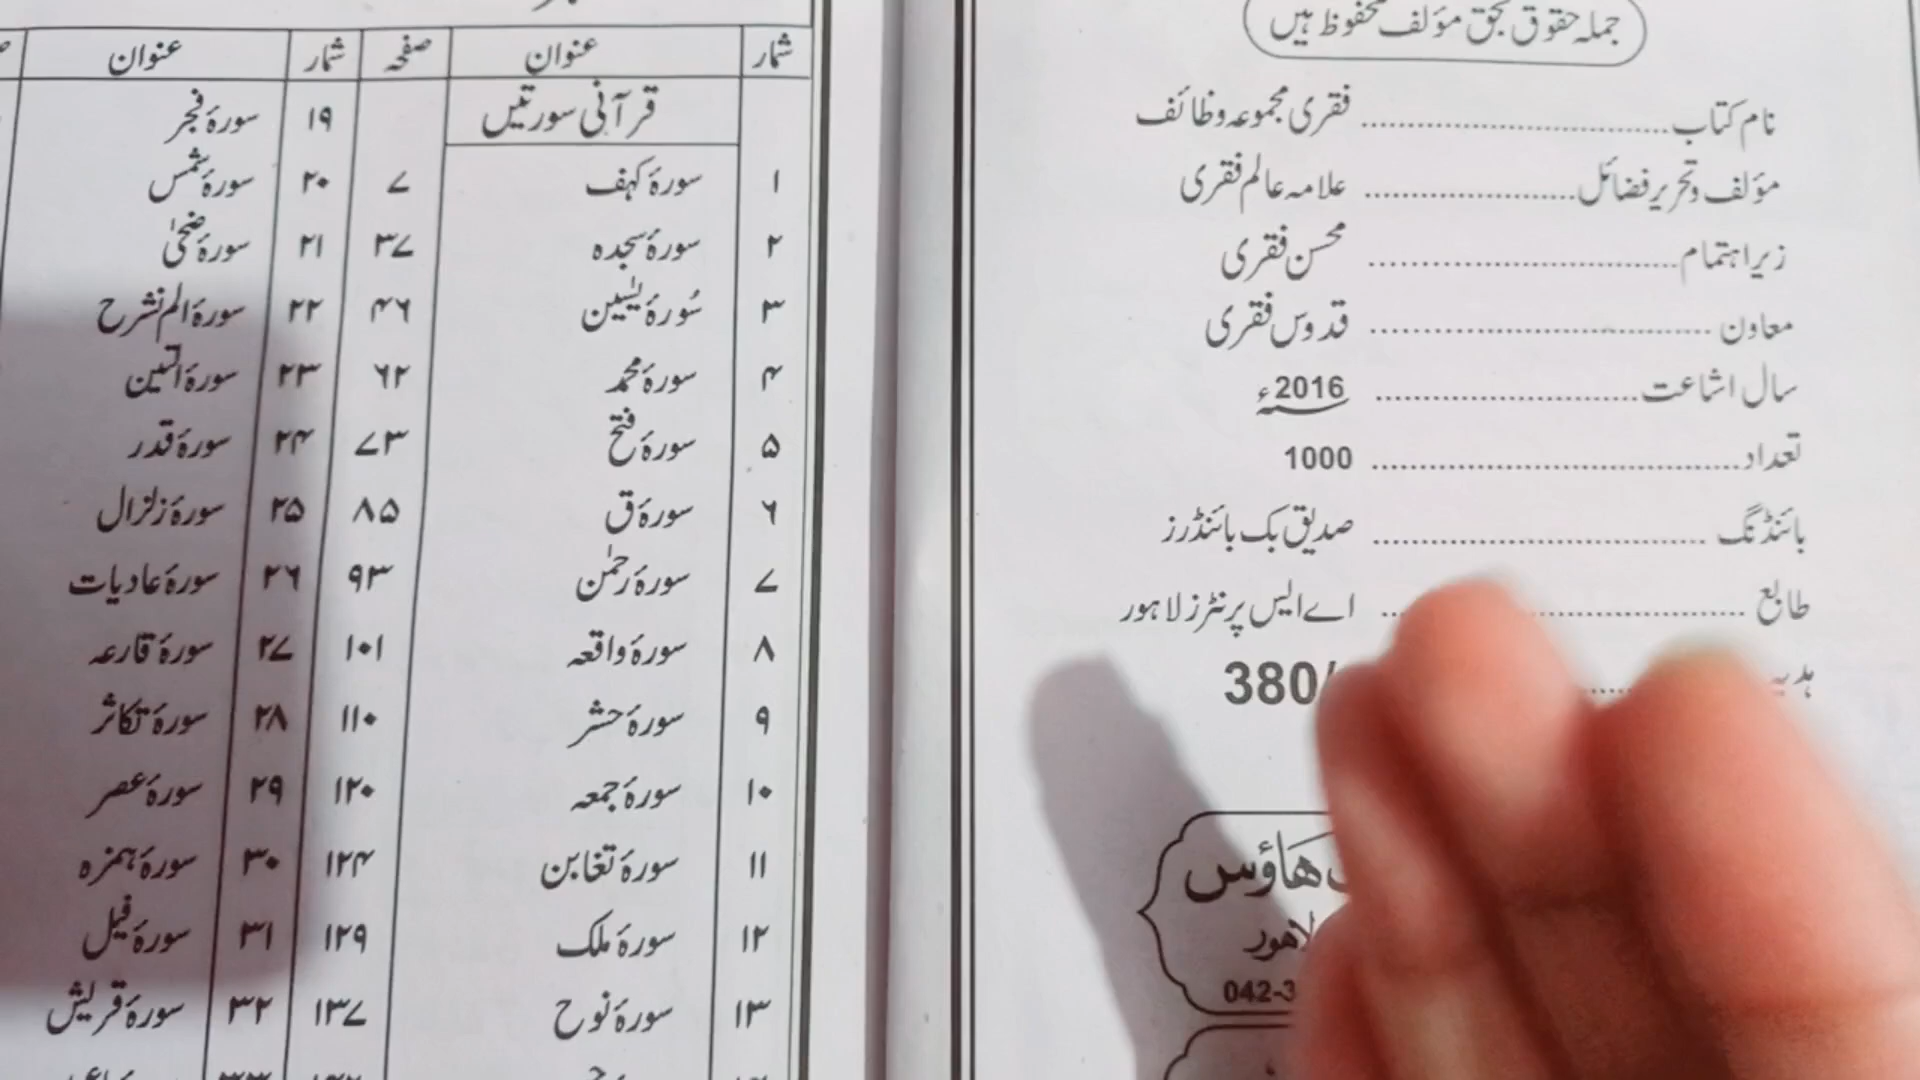 جملہ حقوق بحق مؤلف محفوظ ہیں
نام کتاب ........ فقری مجموعہ وظائف
مؤلف و تحریر فضائل ........ علامہ عالم فقری
زیر اہتمام ........ محسن فقری
معاون ........ قدوس فقری
سال اشاعت ........ 2016ء
تعداد ........ 1000
بائنڈنگ ........ صدیق بک بائنڈرز
طابع ........ اے ایس پرنٹرز لاہور
ہدیہ ........ 380/
ہاؤس
لاہور
042-3
شمار عنوان صفحہ شمار عنوان
قرآنی سورتیں ۱۹ سورۂ فجر
۱ سورۂ کہف ۷ ۲۰ سورۂ شمس
۲ سورۂ سجدہ ۳۷ ۲۱ سورۂ ضحیٰ
۳ سُورۂ یٰسین ۴۶ ۲۲ سورۂ الم نشرح
۴ سورۂ محمد ۶۲ ۲۳ سورۂ التین
۵ سورۂ فتح ۷۳ ۲۴ سورۂ قدر
۶ سورۂ ق ۸۵ ۲۵ سورۂ زلزال
۷ سورۂ رحمٰن ۹۳ ۲۶ سورۂ عادیات
۸ سورۂ واقعہ ۱۰۱ ۲۷ سورۂ قارعہ
۹ سورۂ حشر ۱۱۰ ۲۸ سورۂ تکاثر
۱۰ سورۂ جمعہ ۱۲۰ ۲۹ سورۂ عصر
۱۱ سورۂ تغابن ۱۲۴ ۳۰ سورۂ ہمزہ
۱۲ سورۂ ملک ۱۲۹ ۳۱ سورۂ فیل
۱۳ سورۂ نوح ۱۳۷ ۳۲ سورۂ قریش